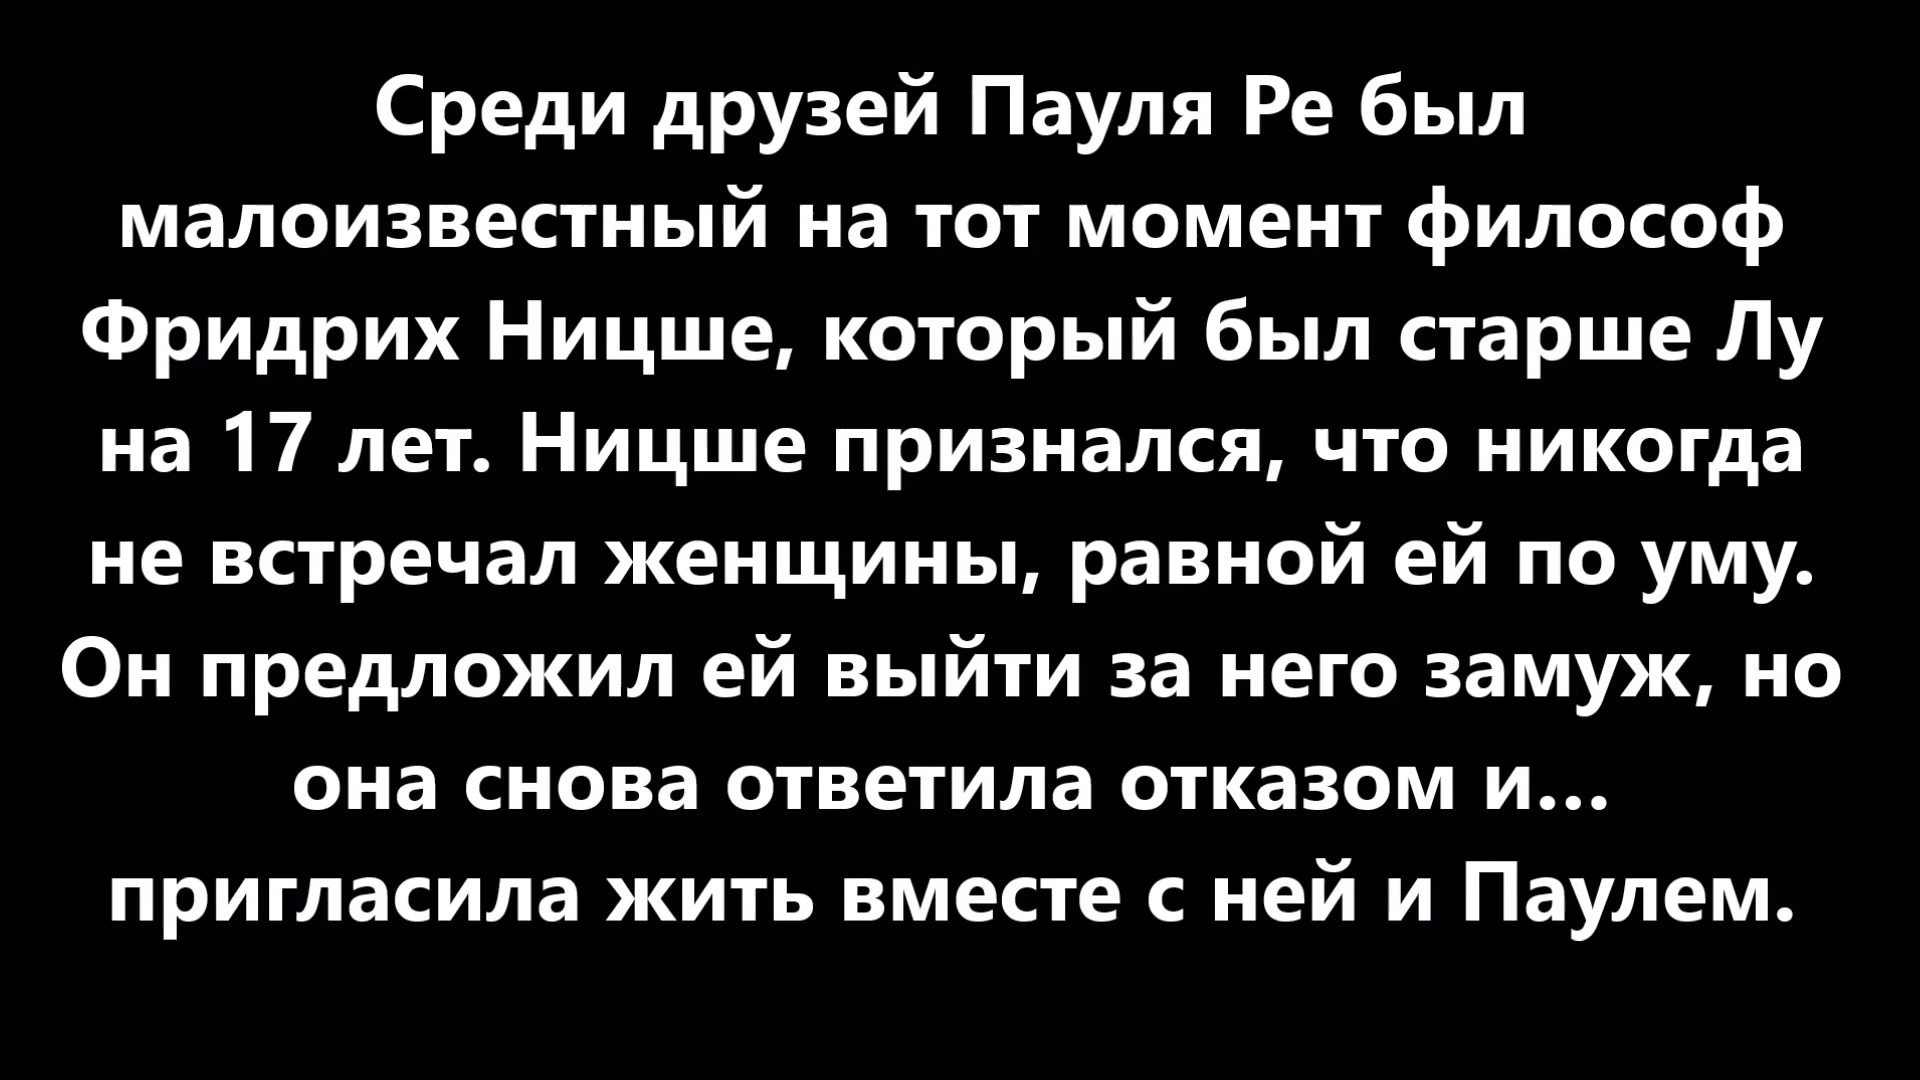 Среди друзей Пауля Ре был
малоизвестный на тот момент философ
Фридрих Ницше, который был старше Лу
на 17 лет. Ницше признался, что никогда
не встречал женщины, равной ей по уму.
Он предложил ей выйти за него замуж, но
она снова ответила отказом и...
пригласила жить вместе с ней и Паулем.